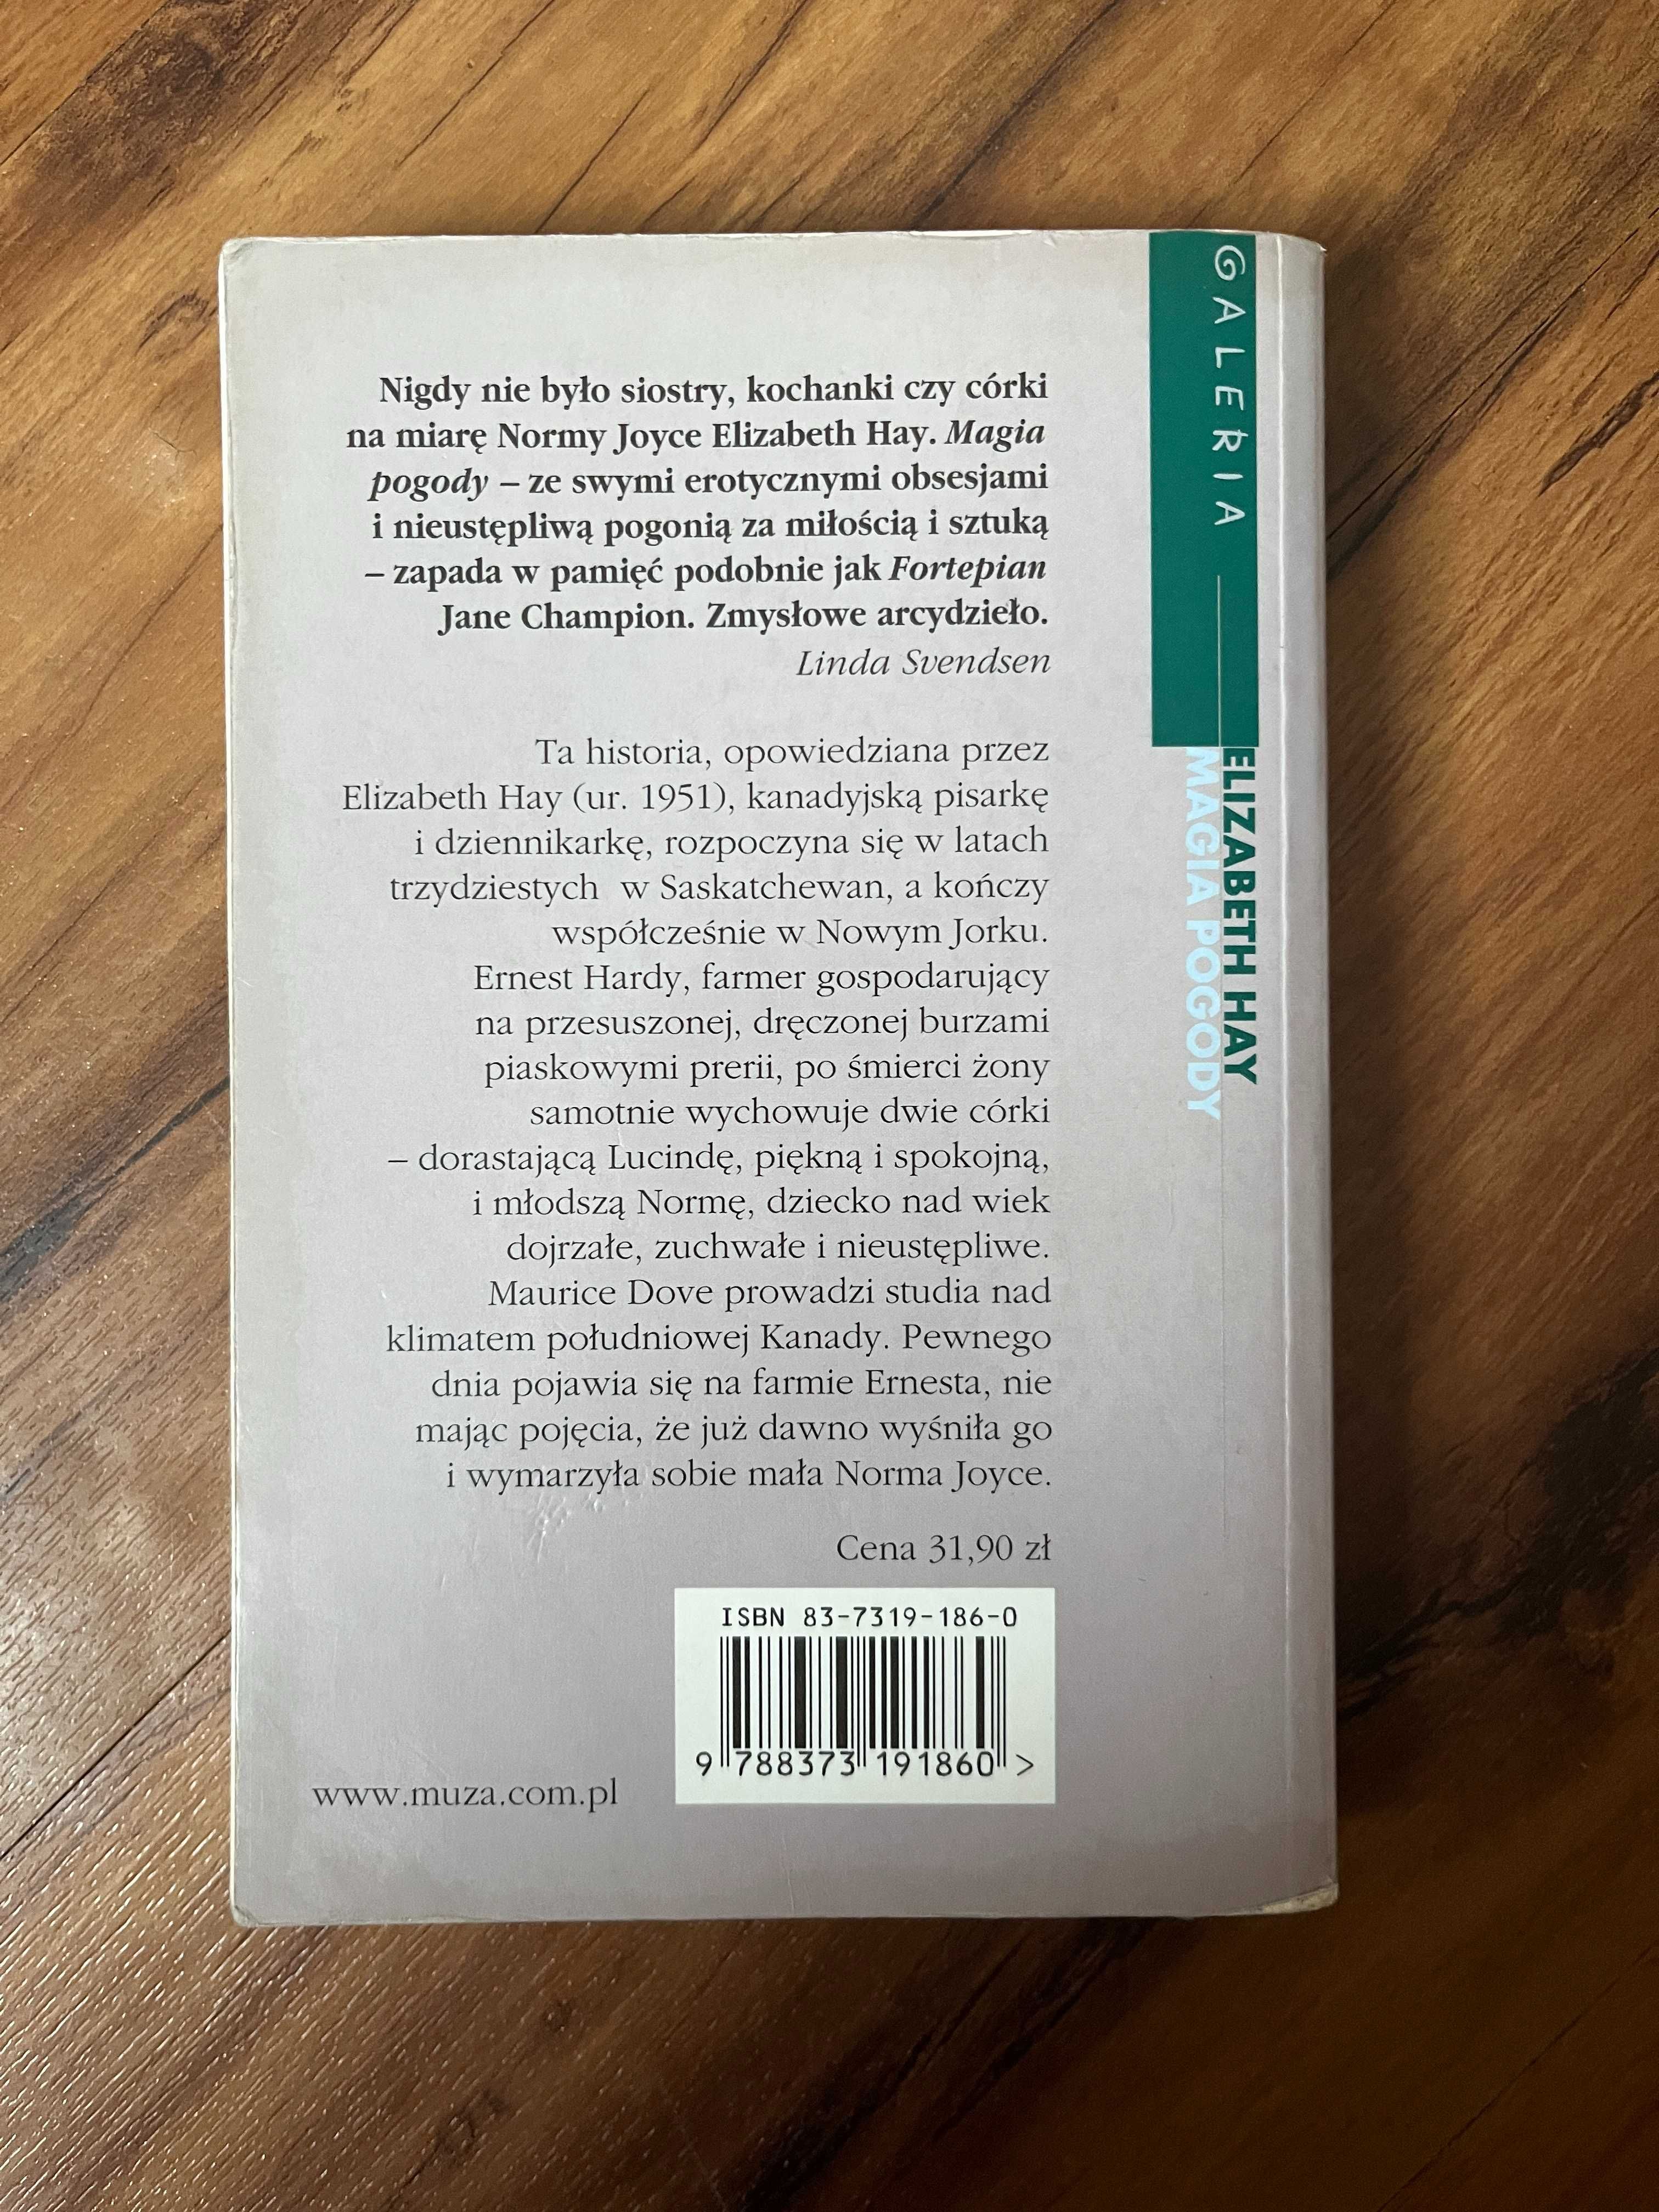 Nigdy nie było siostry, kochanki czy córki
na miarę Normy Joyce Elizabeth Hay. Magia
pogody – ze swymi erotycznymi obsesjami
i nieustępliwą pogonią za miłością i sztuką
– zapada w pamięć podobnie jak Fortepian
Jane Champion. Zmysłowe arcydzieło.
Linda Svendsen
Ta historia, opowiedziana przez
Elizabeth Hay (ur. 1951), kanadyjską pisarkę
i dziennikarkę, rozpoczyna się w latach
trzydziestych w Saskatchewan, a kończy
współcześnie w Nowym Jorku.
Ernest Hardy, farmer gospodarujący
na przesuszonej, dręczonej burzami
piaskowymi prerii, po śmierci żony
samotnie wychowuje dwie córki
– dorastającą Lucindę, piękną i spokojną,
i młodszą Normę, dziecko nad wiek
dojrzałe, zuchwałe i nieustępliwe.
Maurice Dove prowadzi studia nad
klimatem południowej Kanady. Pewnego
dnia pojawia się na farmie Ernesta, nie
mając pojęcia, że już dawno wyśniła go
i wymarzyła sobie mała Norma Joyce.
Cena 31,90 zł
ISBN 83-7319-186-0
9 788373 191860 >
www.muza.com.pl
GALERIA
ELIZABETH HAY
MAGIA POGODY